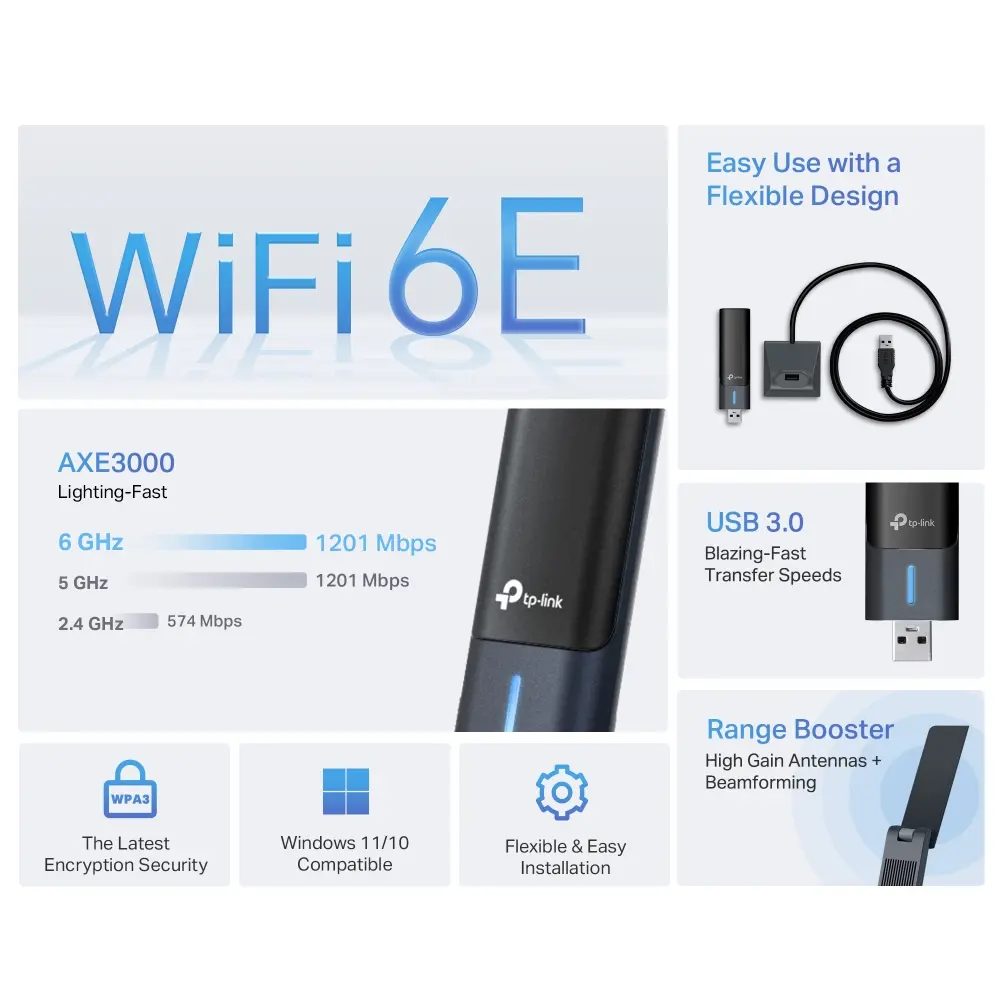 WiFi 6E
AXE3000
Lighting-Fast
6 GHz 1201 Mbps
5 GHz 1201 Mbps
2.4 GHz 574 Mbps
tp-link
WPA3
The Latest
Encryption Security
Windows 11/10
Compatible
Flexible & Easy
Installation
Easy Use with a
Flexible Design
tp-link
USB 3.0
Blazing-Fast
Transfer Speeds
tp-link
Range Booster
High Gain Antennas +
Beamforming